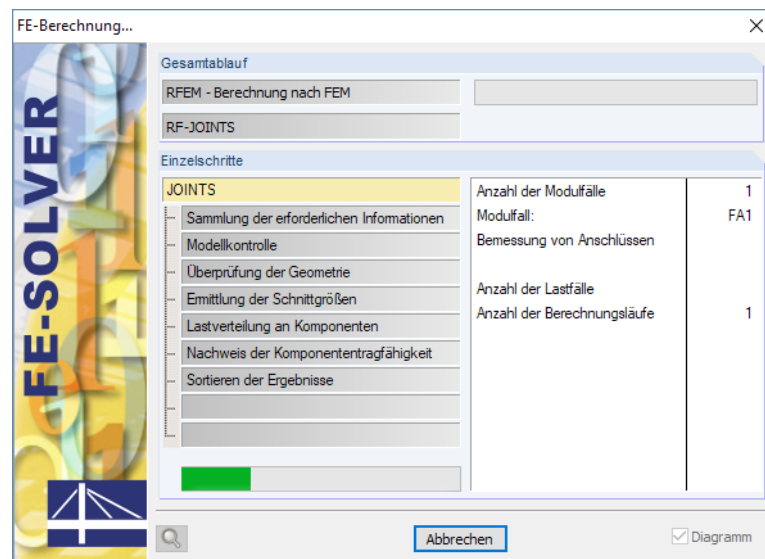 FE-Berechnung...
FE-SOLVER
Gesamtablauf
RFEM - Berechnung nach FEM
RF-JOINTS
Einzelschritte
JOINTS
Sammlung der erforderlichen Informationen
Modellkontrolle
Überprüfung der Geometrie
Ermittlung der Schnittgrößen
Lastverteilung an Komponenten
Nachweis der Komponententragfähigkeit
Sortieren der Ergebnisse
Anzahl der Modulfälle 1
Modulfall: FA1
Bemessung von Anschlüssen
Anzahl der Lastfälle
Anzahl der Berechnungsläufe 1
Abbrechen
Diagramm